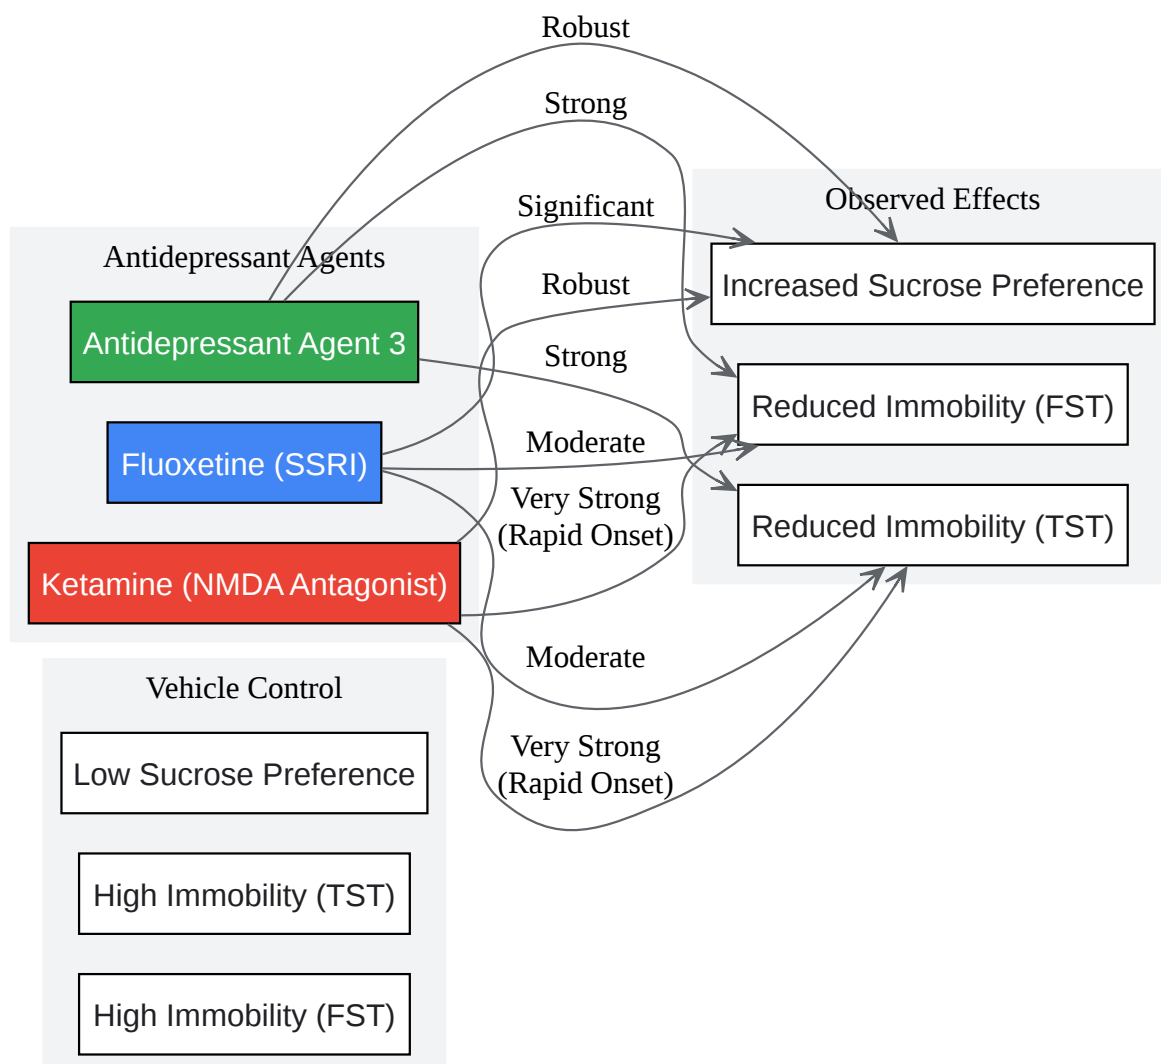 Robust
Strong
Significant
Observed Effects
Antidepressant Agents
Increased Sucrose Preference
Robust
Antidepressant Agent 3
Strong
Reduced Immobility (FST)
Fluoxetine (SSRI)
Moderate
Very Strong
(Rapid Onset)
Reduced Immobility (TST)
Ketamine (NMDA Antagonist)
Moderate
Vehicle Control
Very Strong
(Rapid Onset)
Low Sucrose Preference
High Immobility (TST)
High Immobility (FST)